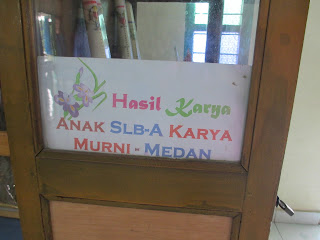 Hasil Karya
ANAK SLB-A KARYA
MURNI - MEDAN